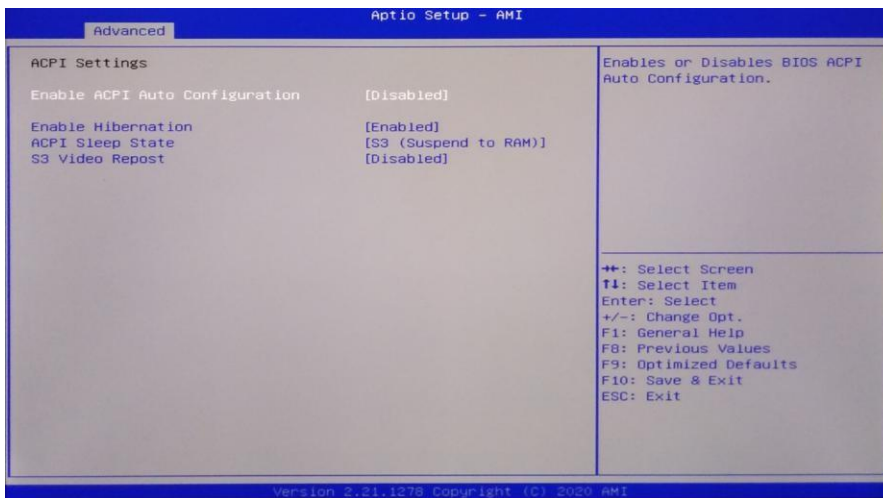 Aptio Setup - AMI
Advanced
ACPI Settings
Enable ACPI Auto Configuration [Disabled]
Enable Hibernation [Enabled]
ACPI Sleep State [S3 (Suspend to RAM)]
S3 Video Repost [Disabled]
Enables or Disables BIOS ACPI
Auto Configuration.
→←: Select Screen
↑↓: Select Item
Enter: Select
+/-: Change Opt.
F1: General Help
F8: Previous Values
F9: Optimized Defaults
F10: Save & Exit
ESC: Exit
Version 2.21.1278 Copyright (C) 2020 AMI